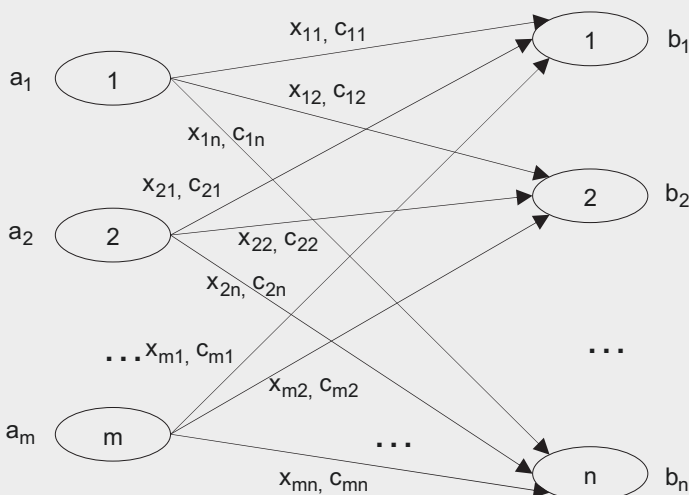 x11, c11
1
b1
a1
1
x12, c12
x1n, c1n
x21, c21
2
b2
a2
2
x22, c22
x2n, c2n
...
xm1, cm1
...
xm2, cm2
am
m
...
xmn, cmn
n
bn